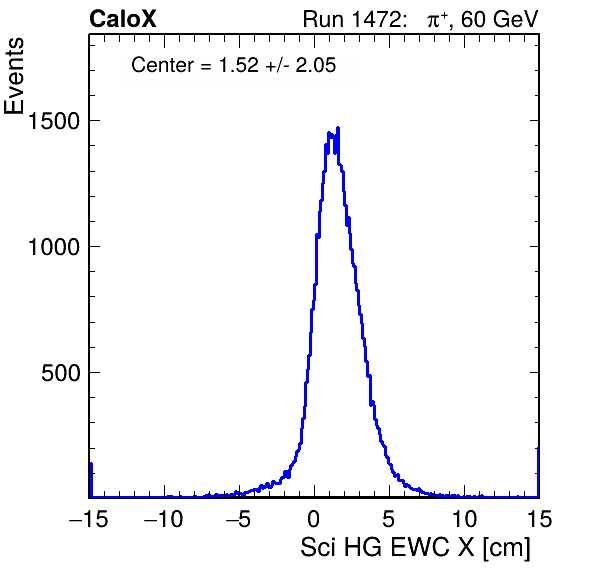 CaloX Run 1472: π⁺, 60 GeV
Center = 1.52 +/- 2.05
Events
1500
1000
500
−15 −10 −5 0 5 10 15
Sci HG EWC X [cm]